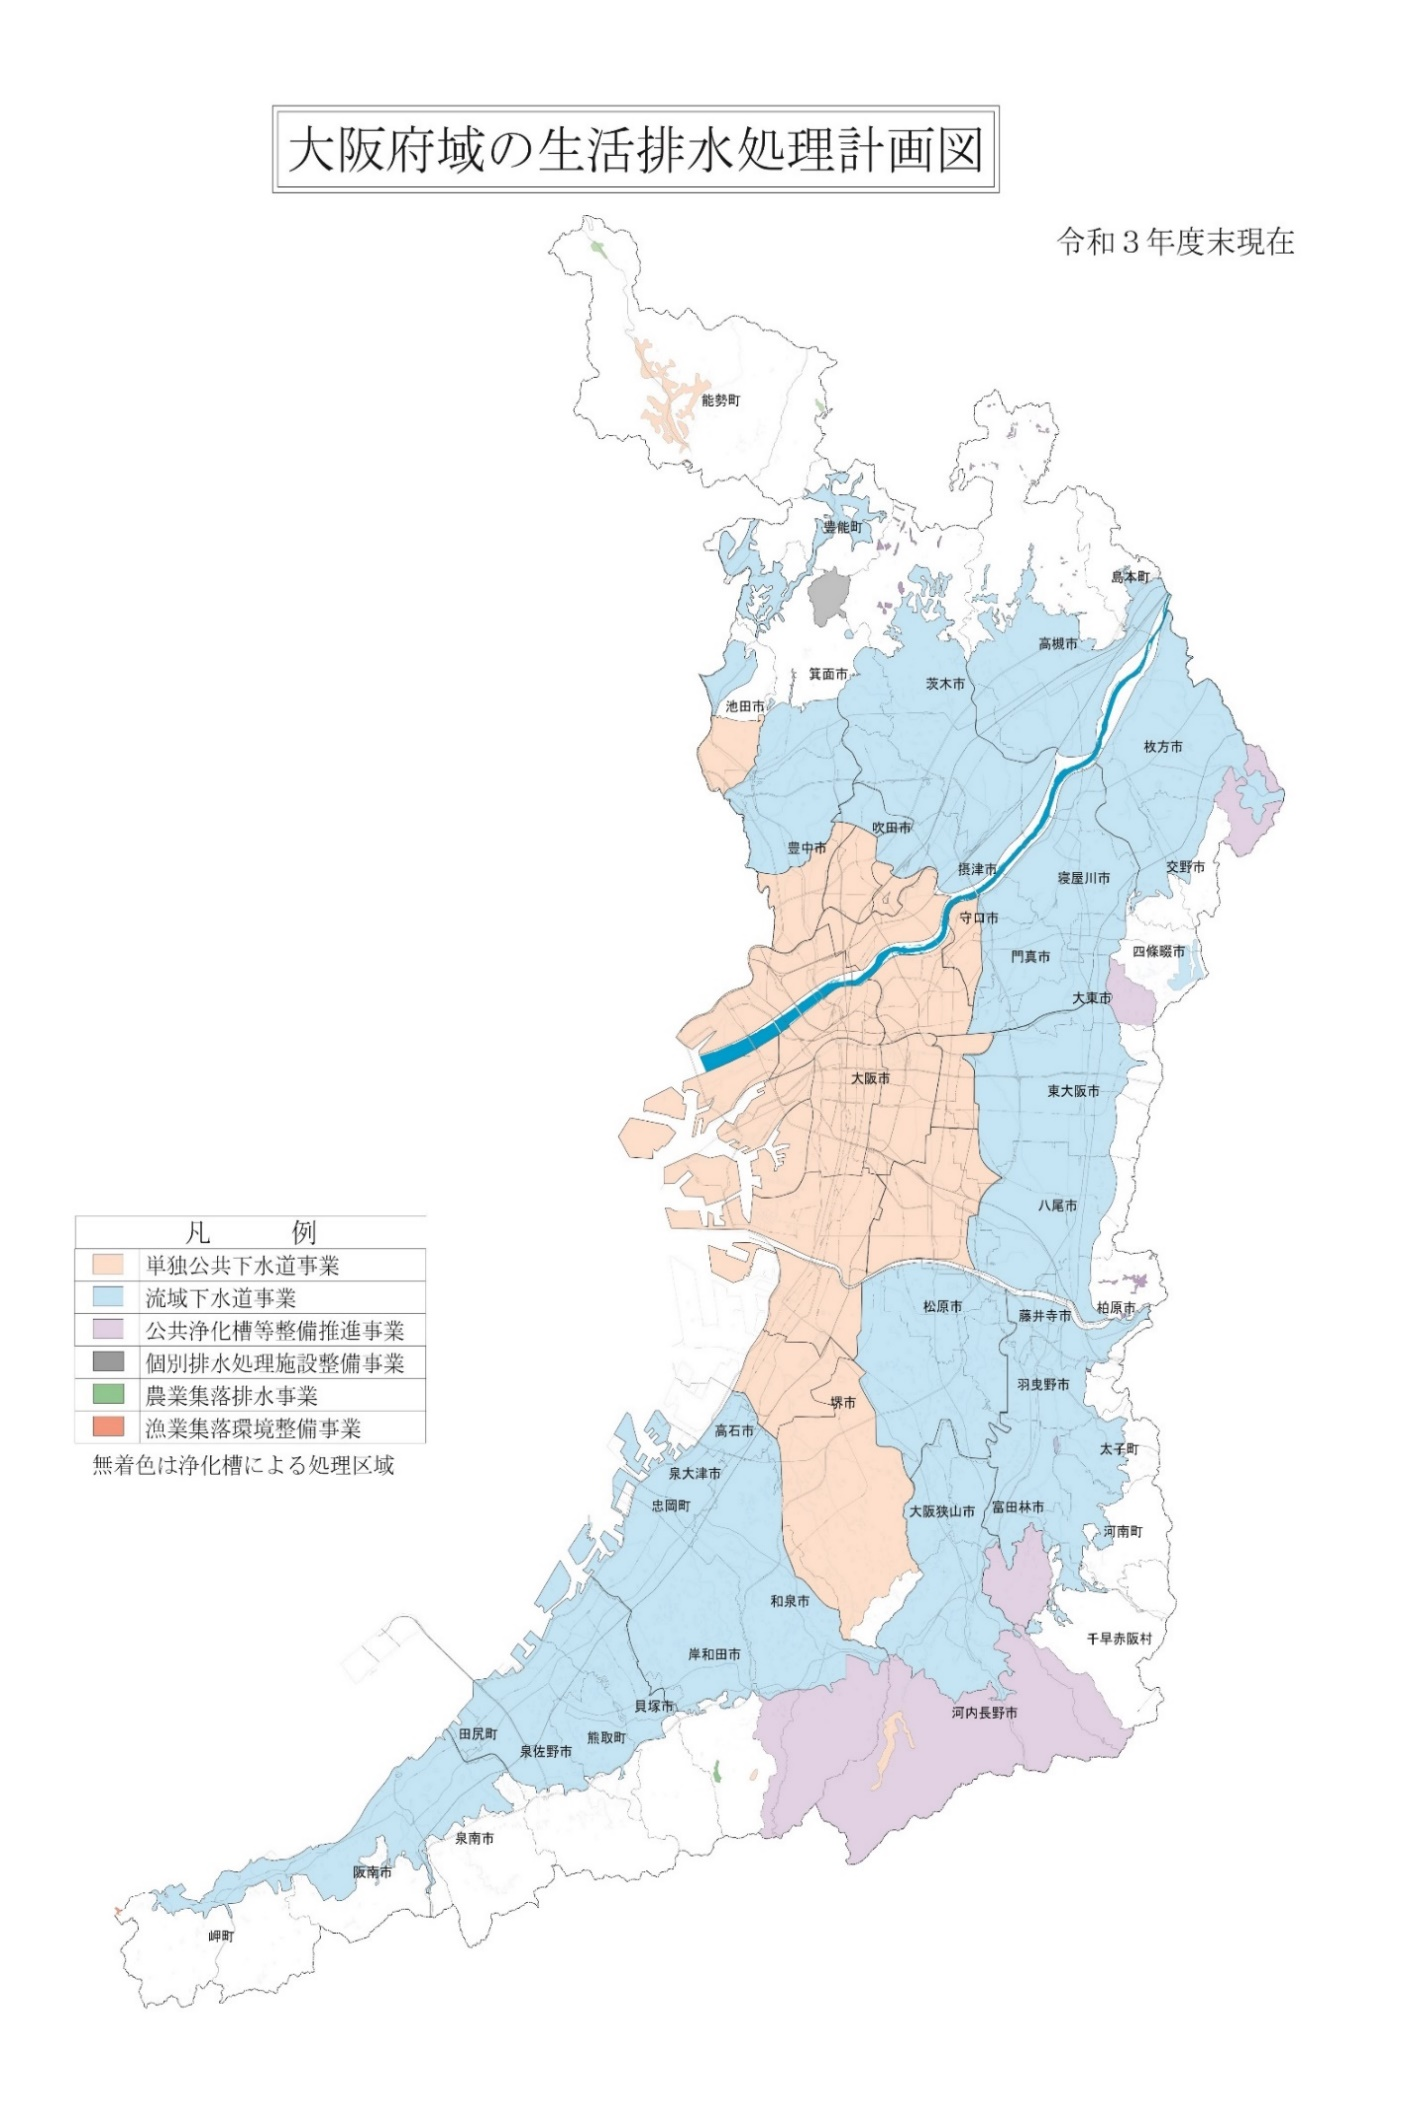 大阪府域の生活排水処理計画図
令和３年度末現在
能勢町
豊能町
島本町
高槻市
箕面市
茨木市
池田市
枚方市
吹田市
豊中市
摂津市
交野市
寝屋川市
守口市
四條畷市
門真市
大東市
大阪市
東大阪市
八尾市
松原市
柏原市
藤井寺市
羽曳野市
堺市
高石市
太子町
泉大津市
忠岡町
大阪狭山市
富田林市
河南町
和泉市
千早赤阪村
岸和田市
貝塚市
河内長野市
田尻町
熊取町
泉佐野市
泉南市
阪南市
岬町
凡 例
単独公共下水道事業
流域下水道事業
公共浄化槽等整備推進事業
個別排水処理施設整備事業
農業集落排水事業
漁業集落環境整備事業
無着色は浄化槽による処理区域